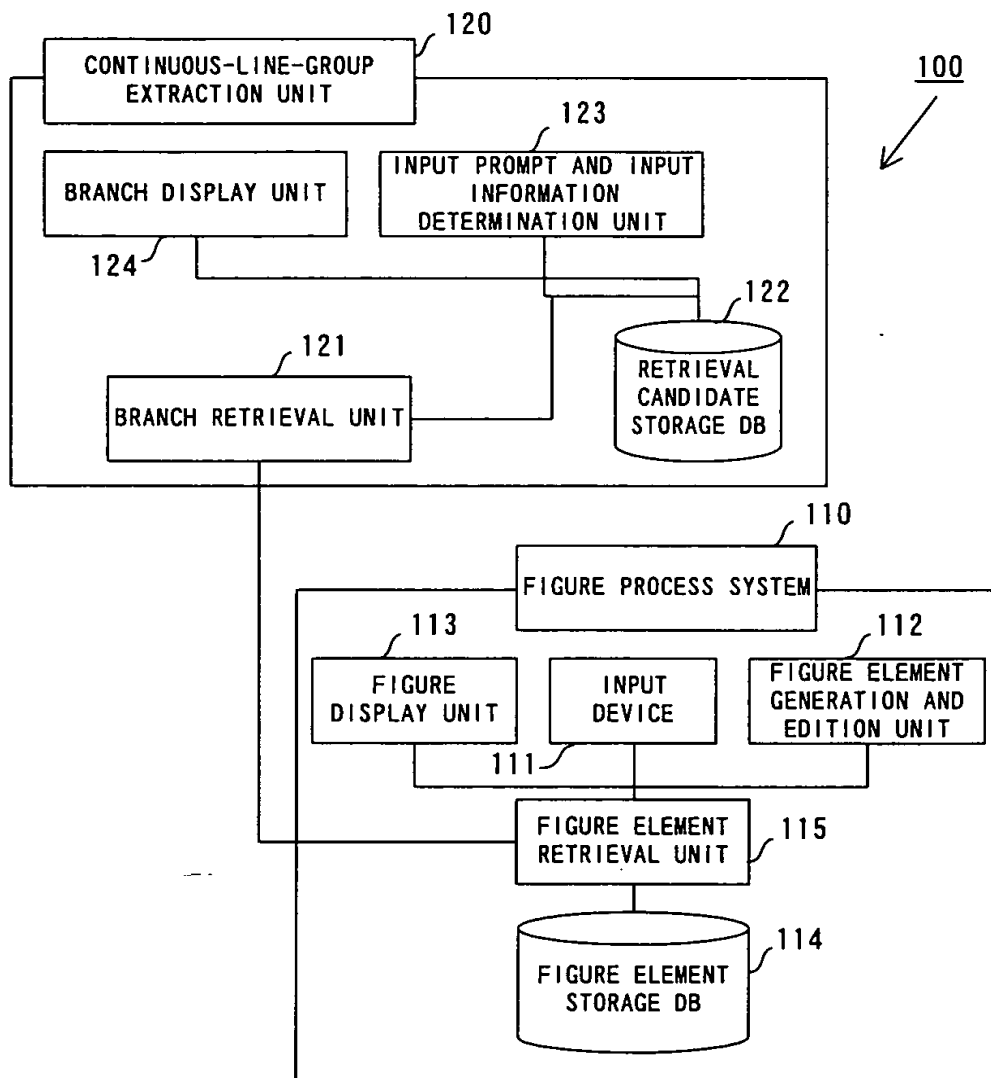 120
CONTINUOUS-LINE-GROUP
EXTRACTION UNIT
100
123
BRANCH DISPLAY UNIT
INPUT PROMPT AND INPUT
INFORMATION
DETERMINATION UNIT
124
122
121
RETRIEVAL
CANDIDATE
STORAGE DB
BRANCH RETRIEVAL UNIT
110
FIGURE PROCESS SYSTEM
113
112
FIGURE
DISPLAY UNIT
INPUT
DEVICE
FIGURE ELEMENT
GENERATION AND
EDITION UNIT
111
FIGURE ELEMENT
RETRIEVAL UNIT
115
114
FIGURE ELEMENT
STORAGE DB